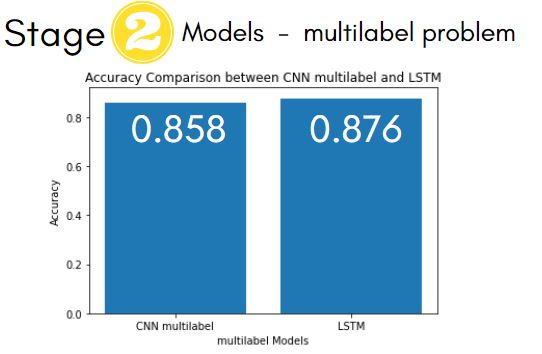 Stage 2 Models - multilabel problem
Accuracy Comparison between CNN multilabel and LSTM
0.858 0.876
0.8
0.6
0.4
0.2
0.0
Accuracy
CNN multilabel LSTM
multilabel Models